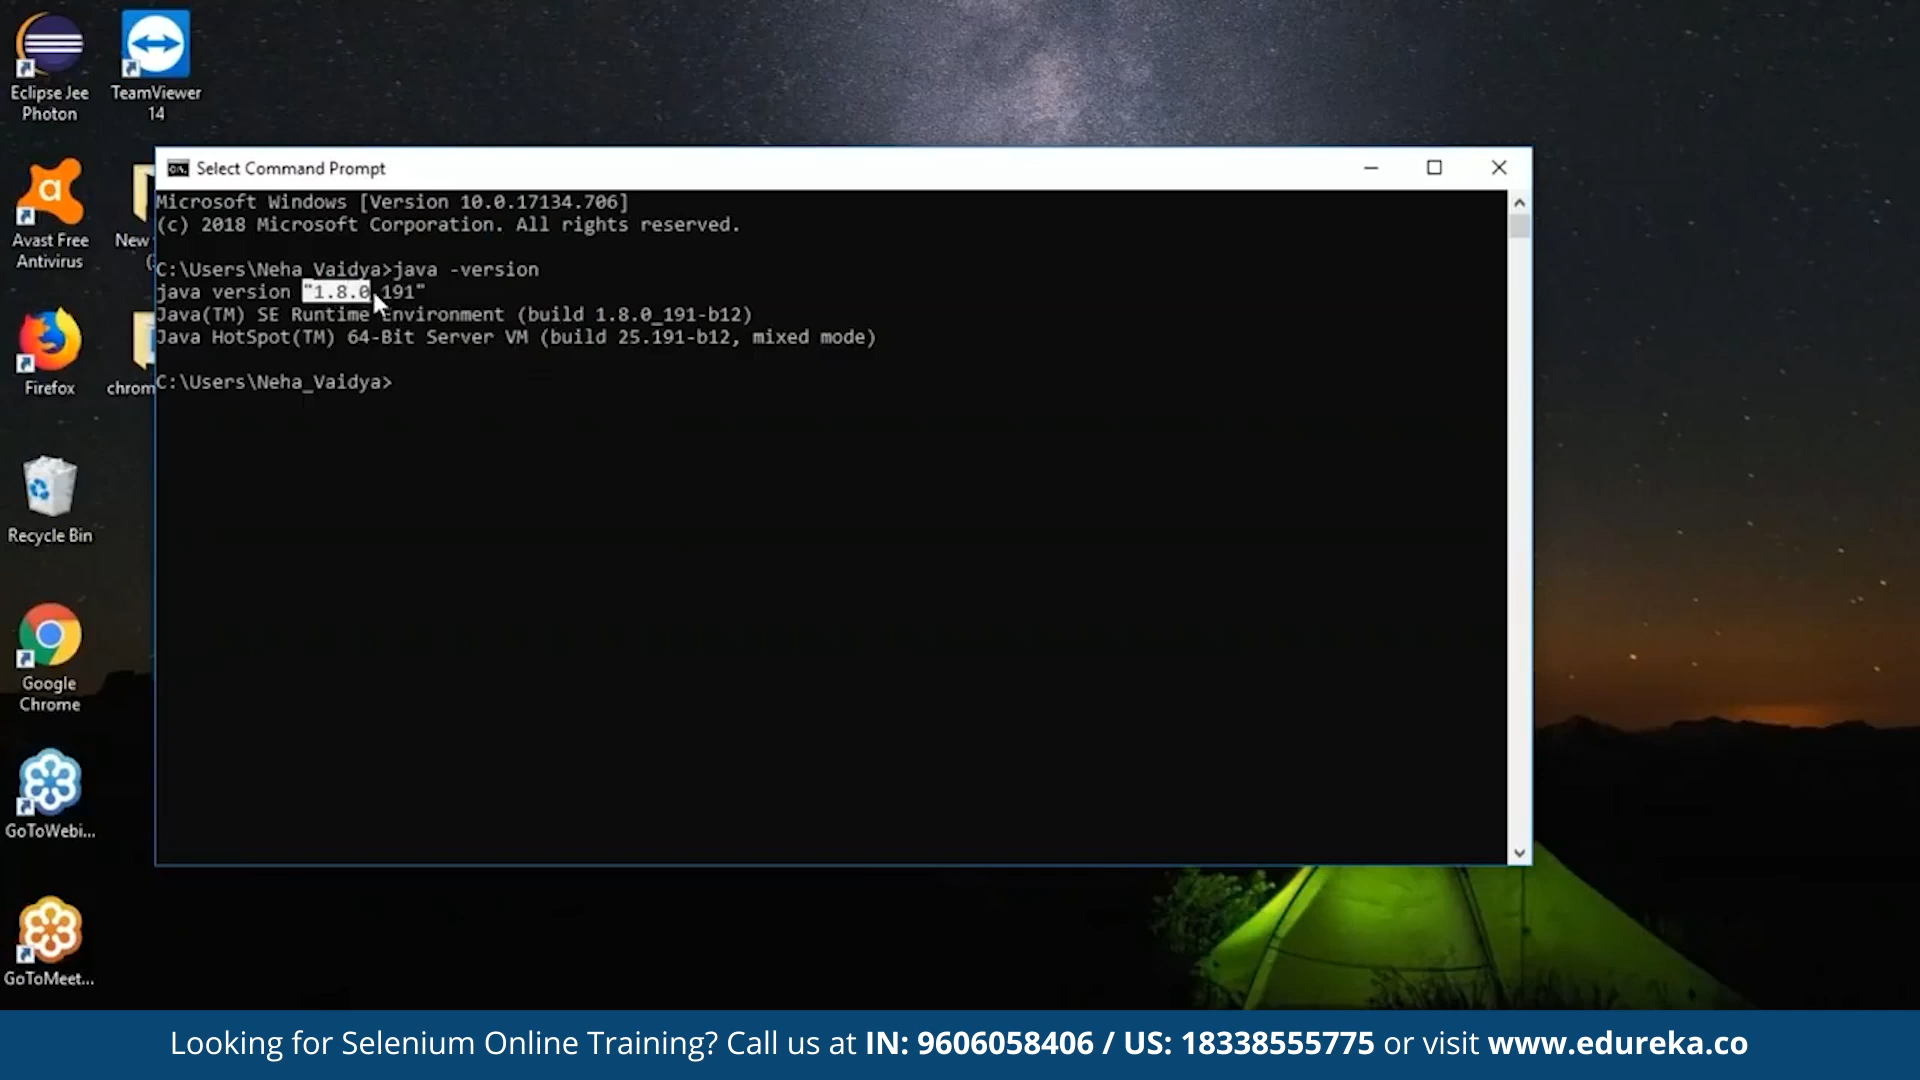 Eclipse Jee
Photon
TeamViewer
14
Avast Free
Antivirus
New
Firefox
chrom
Recycle Bin
Google
Chrome
GoToWebi...
GoToMeet...
Select Command Prompt
Microsoft Windows [Version 10.0.17134.706]
(c) 2018 Microsoft Corporation. All rights reserved.
C:\Users\Neha_Vaidya>java -version
java version "1.8.0_191"
Java(TM) SE Runtime Environment (build 1.8.0_191-b12)
Java HotSpot(TM) 64-Bit Server VM (build 25.191-b12, mixed mode)
C:\Users\Neha_Vaidya>
Looking for Selenium Online Training? Call us at IN: 9606058406 / US: 18338555775 or visit www.edureka.co